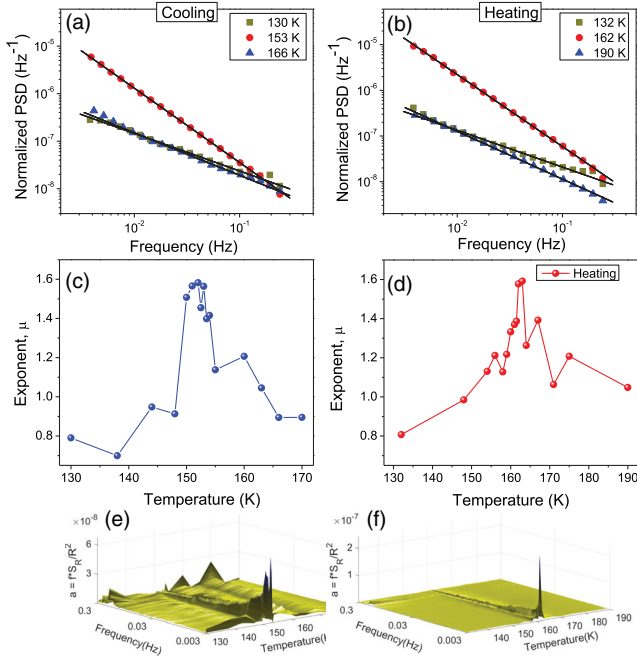 (a) Cooling
130 K
153 K
166 K
Normalized PSD (Hz⁻¹)
10⁻⁵
10⁻⁶
10⁻⁷
10⁻⁸
10⁻² 10⁻¹
Frequency (Hz)
(b) Heating
132 K
162 K
190 K
Normalized PSD (Hz⁻¹)
10⁻⁵
10⁻⁶
10⁻⁷
10⁻⁸
10⁻² 10⁻¹
Frequency (Hz)
(c)
Exponent, μ
1.6
1.4
1.2
1.0
0.8
130 140 150 160 170
Temperature (K)
(d)
Heating
Exponent, μ
1.6
1.4
1.2
1.0
0.8
130 140 150 160 170 180 190
Temperature (K)
(e)
× 10⁻⁸
a = f*S_R/R²
6
3
0.3 0.03 0.003
Frequency(Hz)
130 140 150 160 170
Temperature(K
(f)
× 10⁻⁷
a = f*S_R/R²
2
1
0.3 0.03 0.003
Frequency (Hz)
140 150 160 170 180 190
Temperature(K)